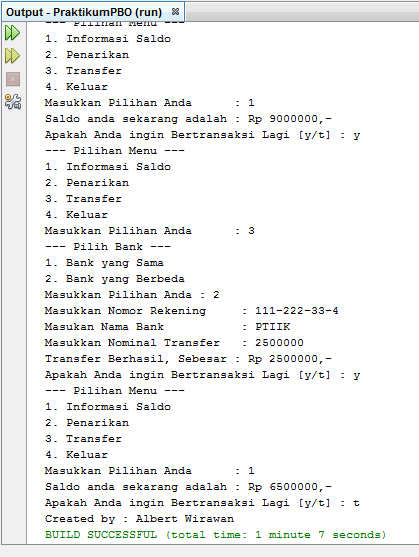 Output - PraktikumPBO (run)
--- Pilihan Menu ---
1. Informasi Saldo
2. Penarikan
3. Transfer
4. Keluar
Masukkan Pilihan Anda      : 1
Saldo anda sekarang adalah : Rp 9000000,-
Apakah Anda ingin Bertransaksi Lagi [y/t] : y
--- Pilihan Menu ---
1. Informasi Saldo
2. Penarikan
3. Transfer
4. Keluar
Masukkan Pilihan Anda      : 3
--- Pilih Bank ---
1. Bank yang Sama
2. Bank yang Berbeda
Masukkan Pilihan Anda : 2
Masukkan Nomor Rekening     : 111-222-33-4
Masukan Nama Bank           : PTIIK
Masukkan Nominal Transfer   : 2500000
Transfer Berhasil, Sebesar : Rp 2500000,-
Apakah Anda ingin Bertransaksi Lagi [y/t] : y
--- Pilihan Menu ---
1. Informasi Saldo
2. Penarikan
3. Transfer
4. Keluar
Masukkan Pilihan Anda      : 1
Saldo anda sekarang adalah : Rp 6500000,-
Apakah Anda ingin Bertransaksi Lagi [y/t] : t
Created by : Albert Wirawan
BUILD SUCCESSFUL (total time: 1 minute 7 seconds)